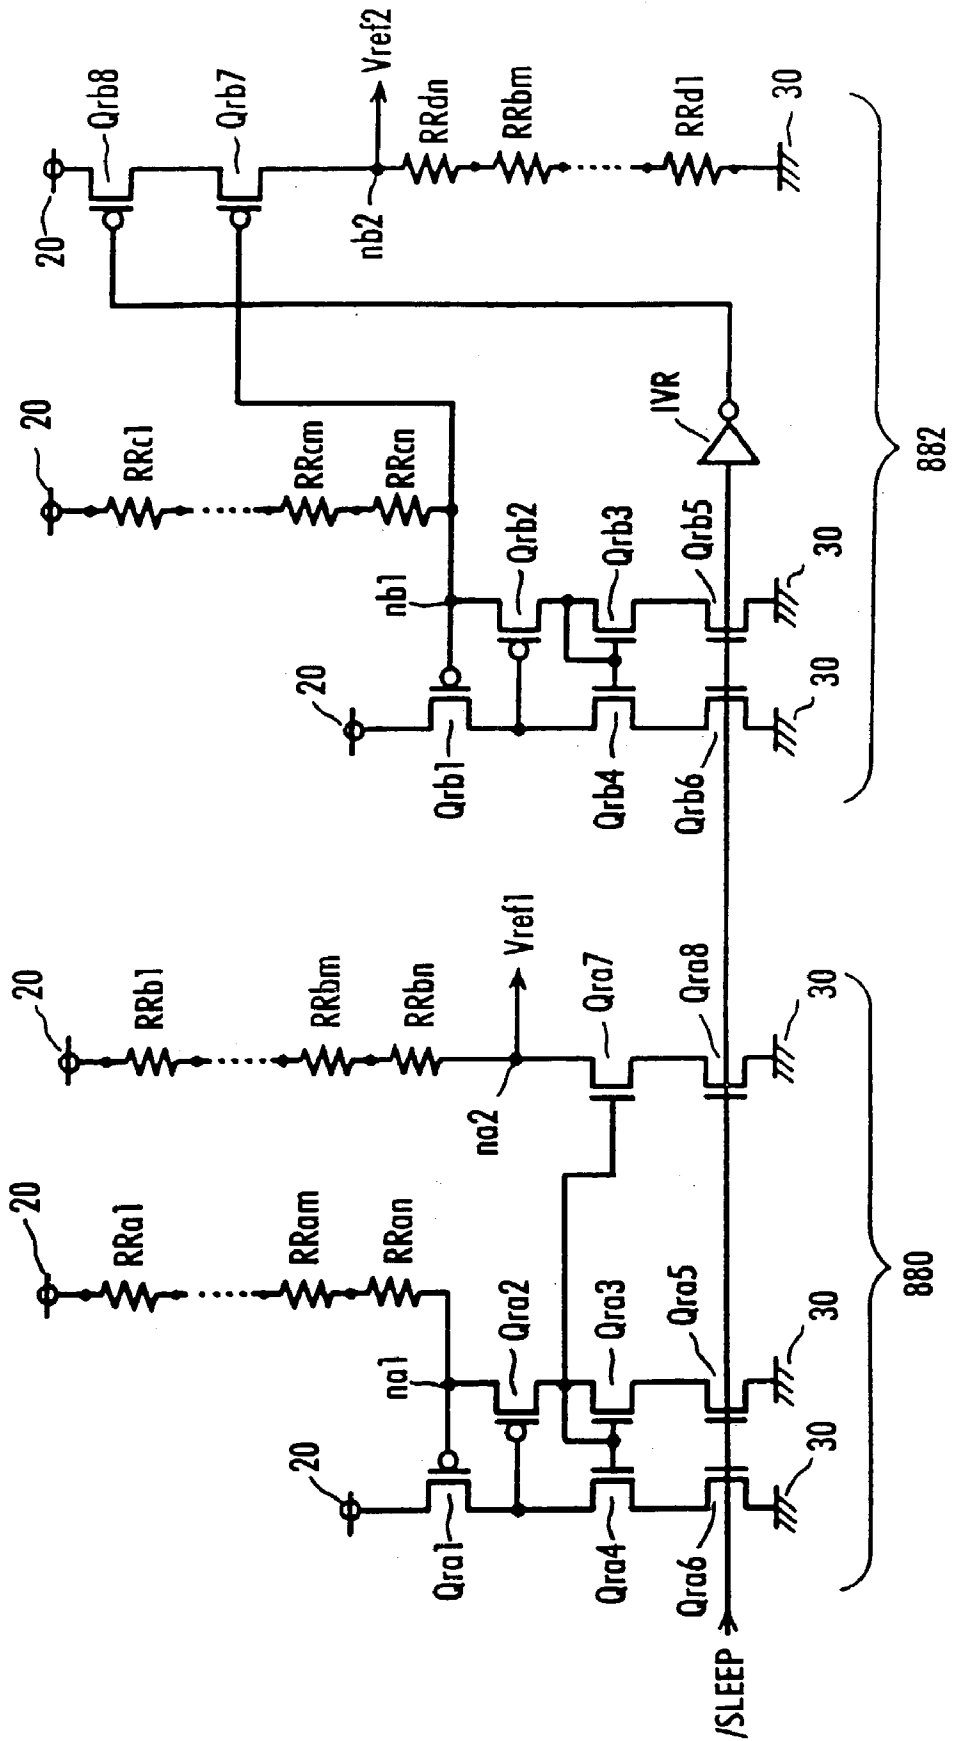 20
RRa1
RRam
RRan
20
Qra1
na1
Qra2
Qra3
Qra4
Qra5
Qra6
30
30
/SLEEP
20
RRb1
RRbm
RRbn
na2
Vref1
Qra7
Qra8
30
880
20
RRc1
RRcm
RRcn
20
Qrb1
nb1
Qrb2
Qrb3
Qrb4
Qrb5
Qrb6
30
30
IVR
20
Qrb8
Qrb7
nb2
Vref2
RRdn
RRbm
RRd1
30
882